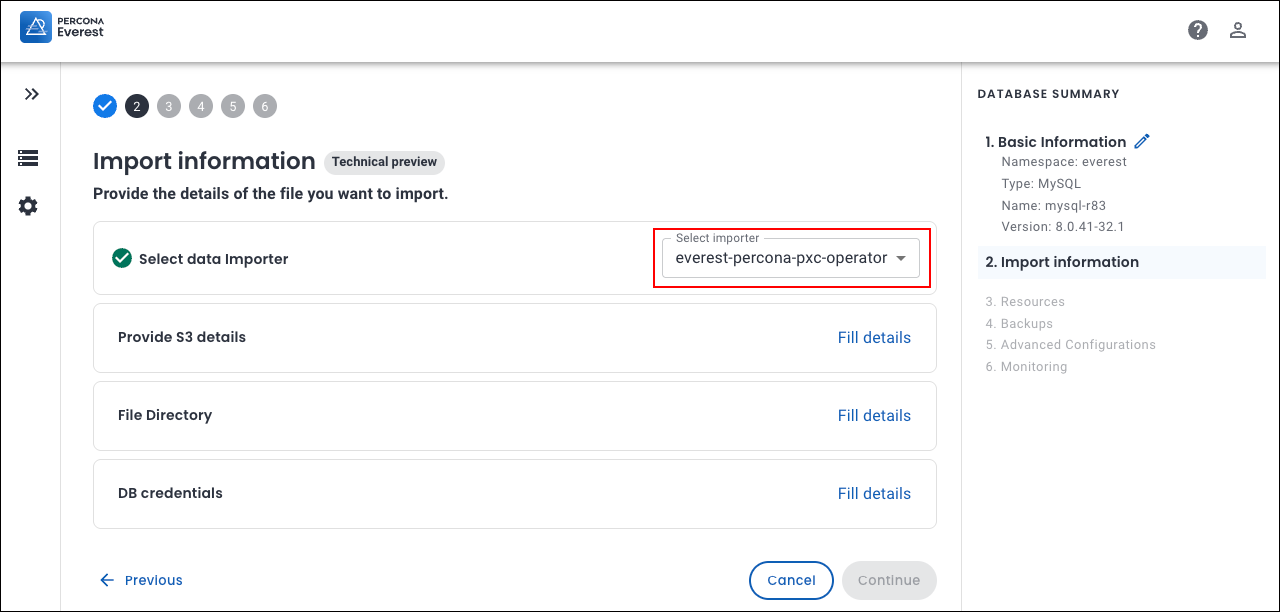 PERCONA
Everest
2 3 4 5 6
Import information Technical preview
Provide the details of the file you want to import.
Select data Importer
Select importer
everest-percona-pxc-operator
Provide S3 details Fill details
File Directory Fill details
DB credentials Fill details
Previous
Cancel
Continue
DATABASE SUMMARY
1. Basic Information
Namespace: everest
Type: MySQL
Name: mysql-r83
Version: 8.0.41-32.1
2. Import information
3. Resources
4. Backups
5. Advanced Configurations
6. Monitoring